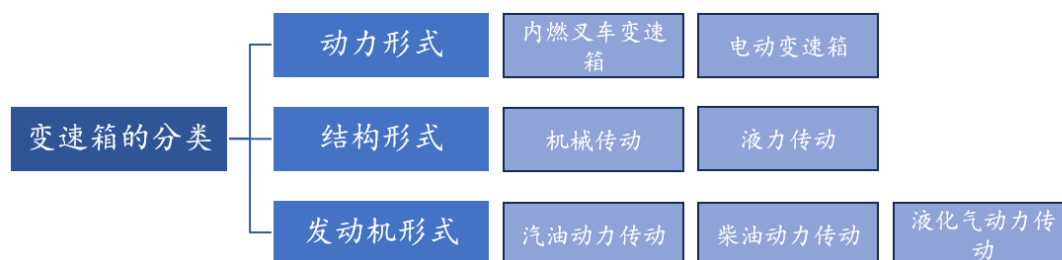 动力形式
内燃叉车变速
箱
电动变速箱
变速箱的分类
结构形式
机械传动
液力传动
发动机形式
汽油动力传动
柴油动力传动
液化气动力传
动